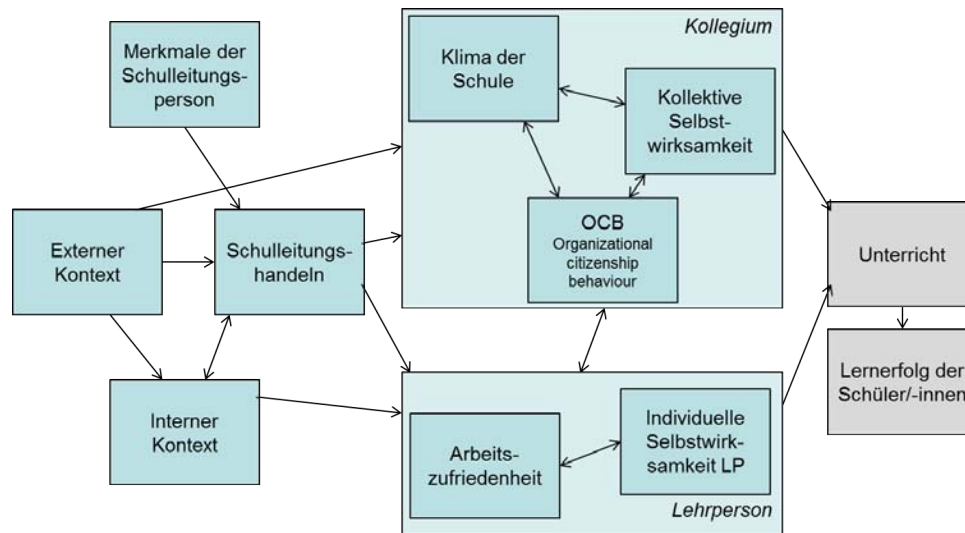 Merkmale der
Schulleitungs-
person
Kollegium
Klima der
Schule
Kollektive
Selbst-
wirksamkeit
OCB
Organizational
citizenship
behaviour
Externer
Kontext
Schulleitungs-
handeln
Unterricht
Interner
Kontext
Arbeits-
zufriedenheit
Individuelle
Selbstwirk-
samkeit LP
Lehrperson
Lernerfolg der
Schüler/-innen